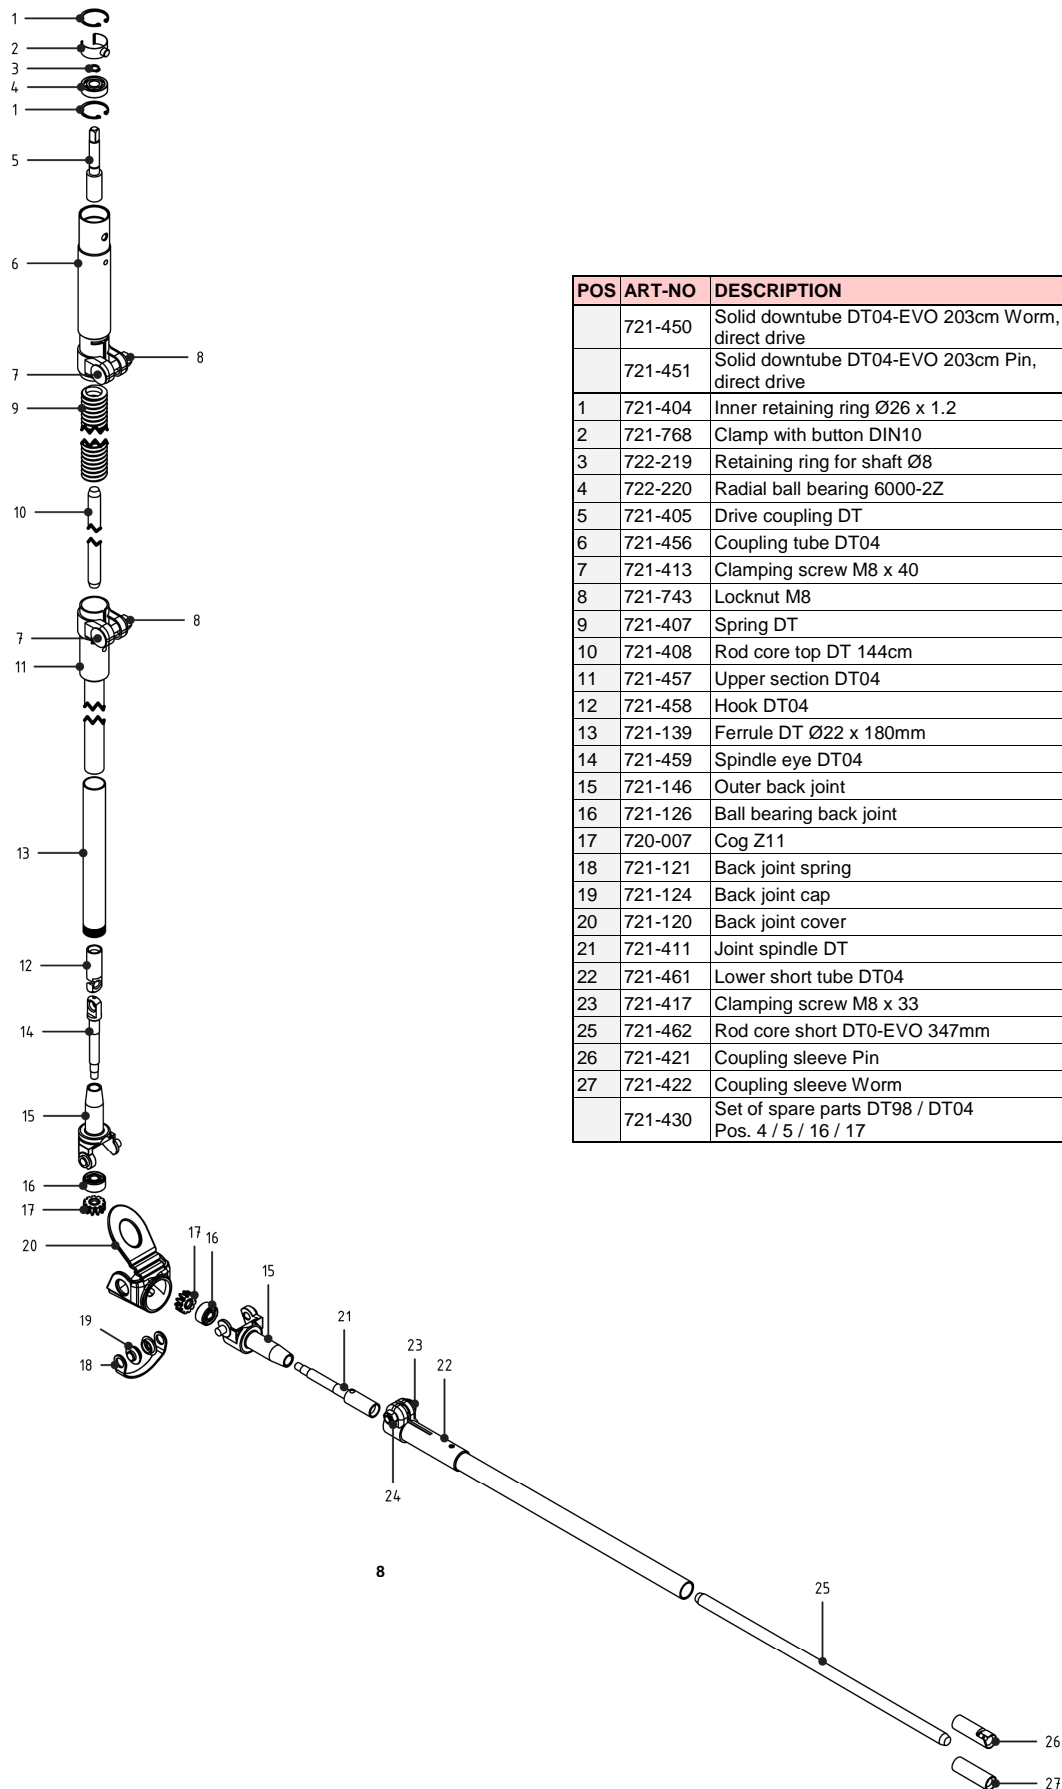 1
2
3
4
1
5
6
8
7
9
10
8
7
11
13
12
14
15
16
17
20
17 16
15
19
21
18
23
22
24
25
26
27
POS ART-NO DESCRIPTION
721-450 Solid downtube DT04-EVO 203cm Worm,
direct drive
721-451 Solid downtube DT04-EVO 203cm Pin,
direct drive
1 721-404 Inner retaining ring Ø26 x 1.2
2 721-768 Clamp with button DIN10
3 722-219 Retaining ring for shaft Ø8
4 722-220 Radial ball bearing 6000-2Z
5 721-405 Drive coupling DT
6 721-456 Coupling tube DT04
7 721-413 Clamping screw M8 x 40
8 721-743 Locknut M8
9 721-407 Spring DT
10 721-408 Rod core top DT 144cm
11 721-457 Upper section DT04
12 721-458 Hook DT04
13 721-139 Ferrule DT Ø22 x 180mm
14 721-459 Spindle eye DT04
15 721-146 Outer back joint
16 721-126 Ball bearing back joint
17 720-007 Cog Z11
18 721-121 Back joint spring
19 721-124 Back joint cap
20 721-120 Back joint cover
21 721-411 Joint spindle DT
22 721-461 Lower short tube DT04
23 721-417 Clamping screw M8 x 33
25 721-462 Rod core short DT0-EVO 347mm
26 721-421 Coupling sleeve Pin
27 721-422 Coupling sleeve Worm
721-430 Set of spare parts DT98 / DT04
Pos. 4 / 5 / 16 / 17
8